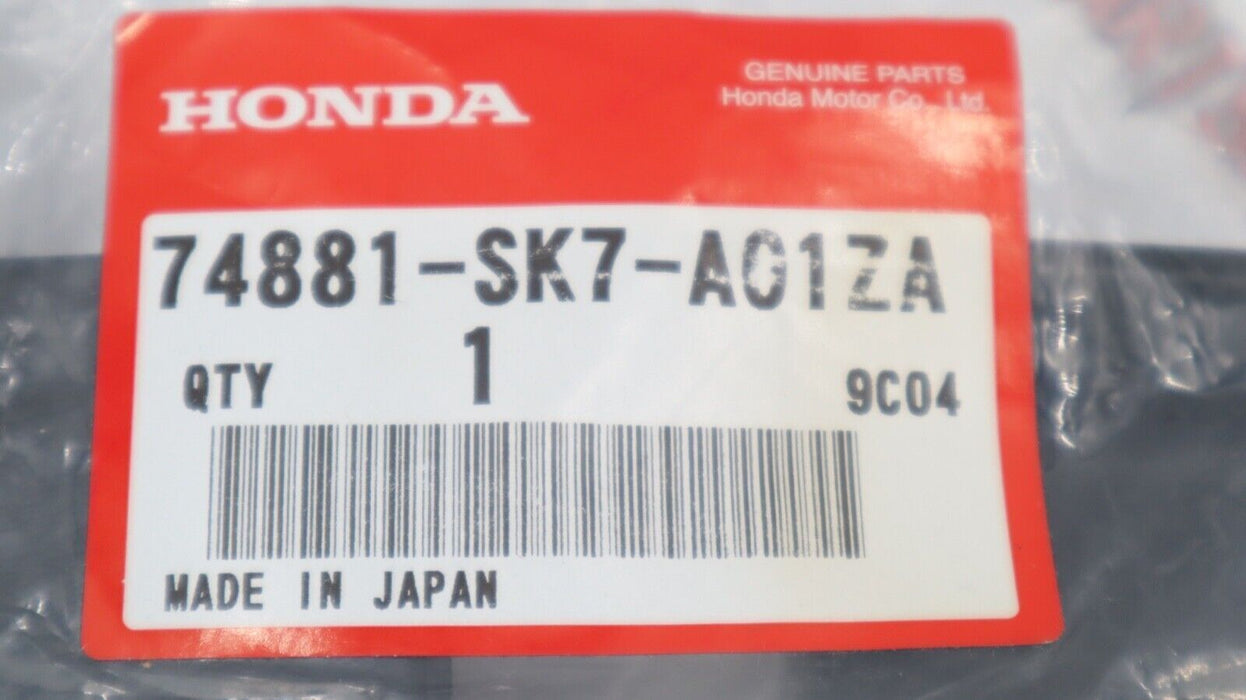 HONDA
GENUINE PARTS
Honda Motor Co., Ltd.
74881-SK7-A01ZA
QTY 1 9C04
MADE IN JAPAN